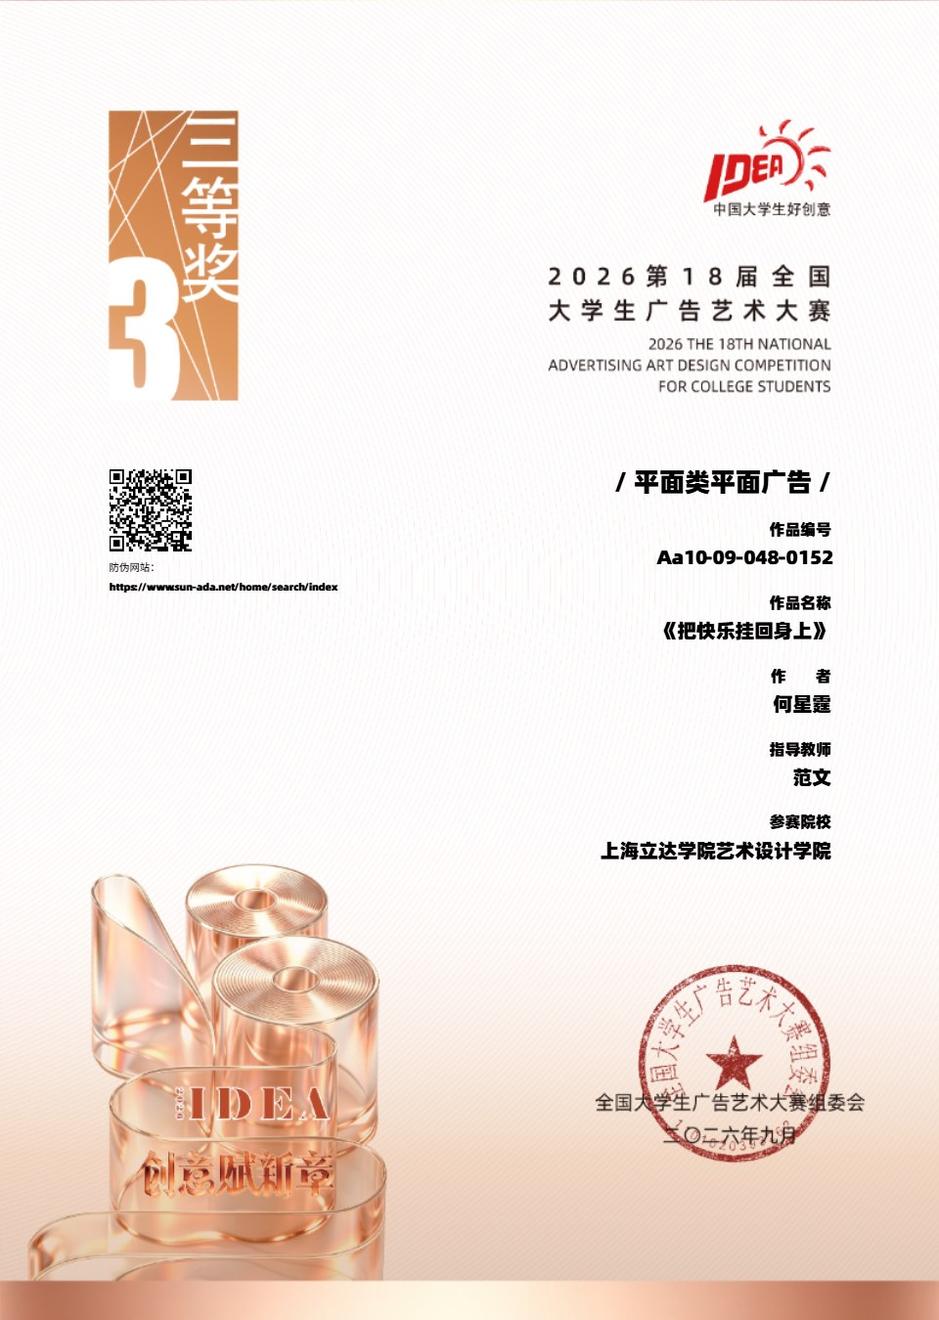 三等奖
3
IDEA
中国大学生好创意
2026第18届全国
大学生广告艺术大赛
2026 THE 18TH NATIONAL
ADVERTISING ART DESIGN COMPETITION
FOR COLLEGE STUDENTS
/ 平面类平面广告 /
防伪网站:
https://www.sun-ada.net/home/search/index
作品编号
Aa10-09-048-0152
作品名称
《把快乐挂回身上》
作 者
何星霆
指导教师
范文
参赛院校
上海立达学院艺术设计学院
2026 IDEA
创意赋新章
全国大学生广告艺术大赛组委会
全国大学生广告艺术大赛组委会
二〇二六年九月